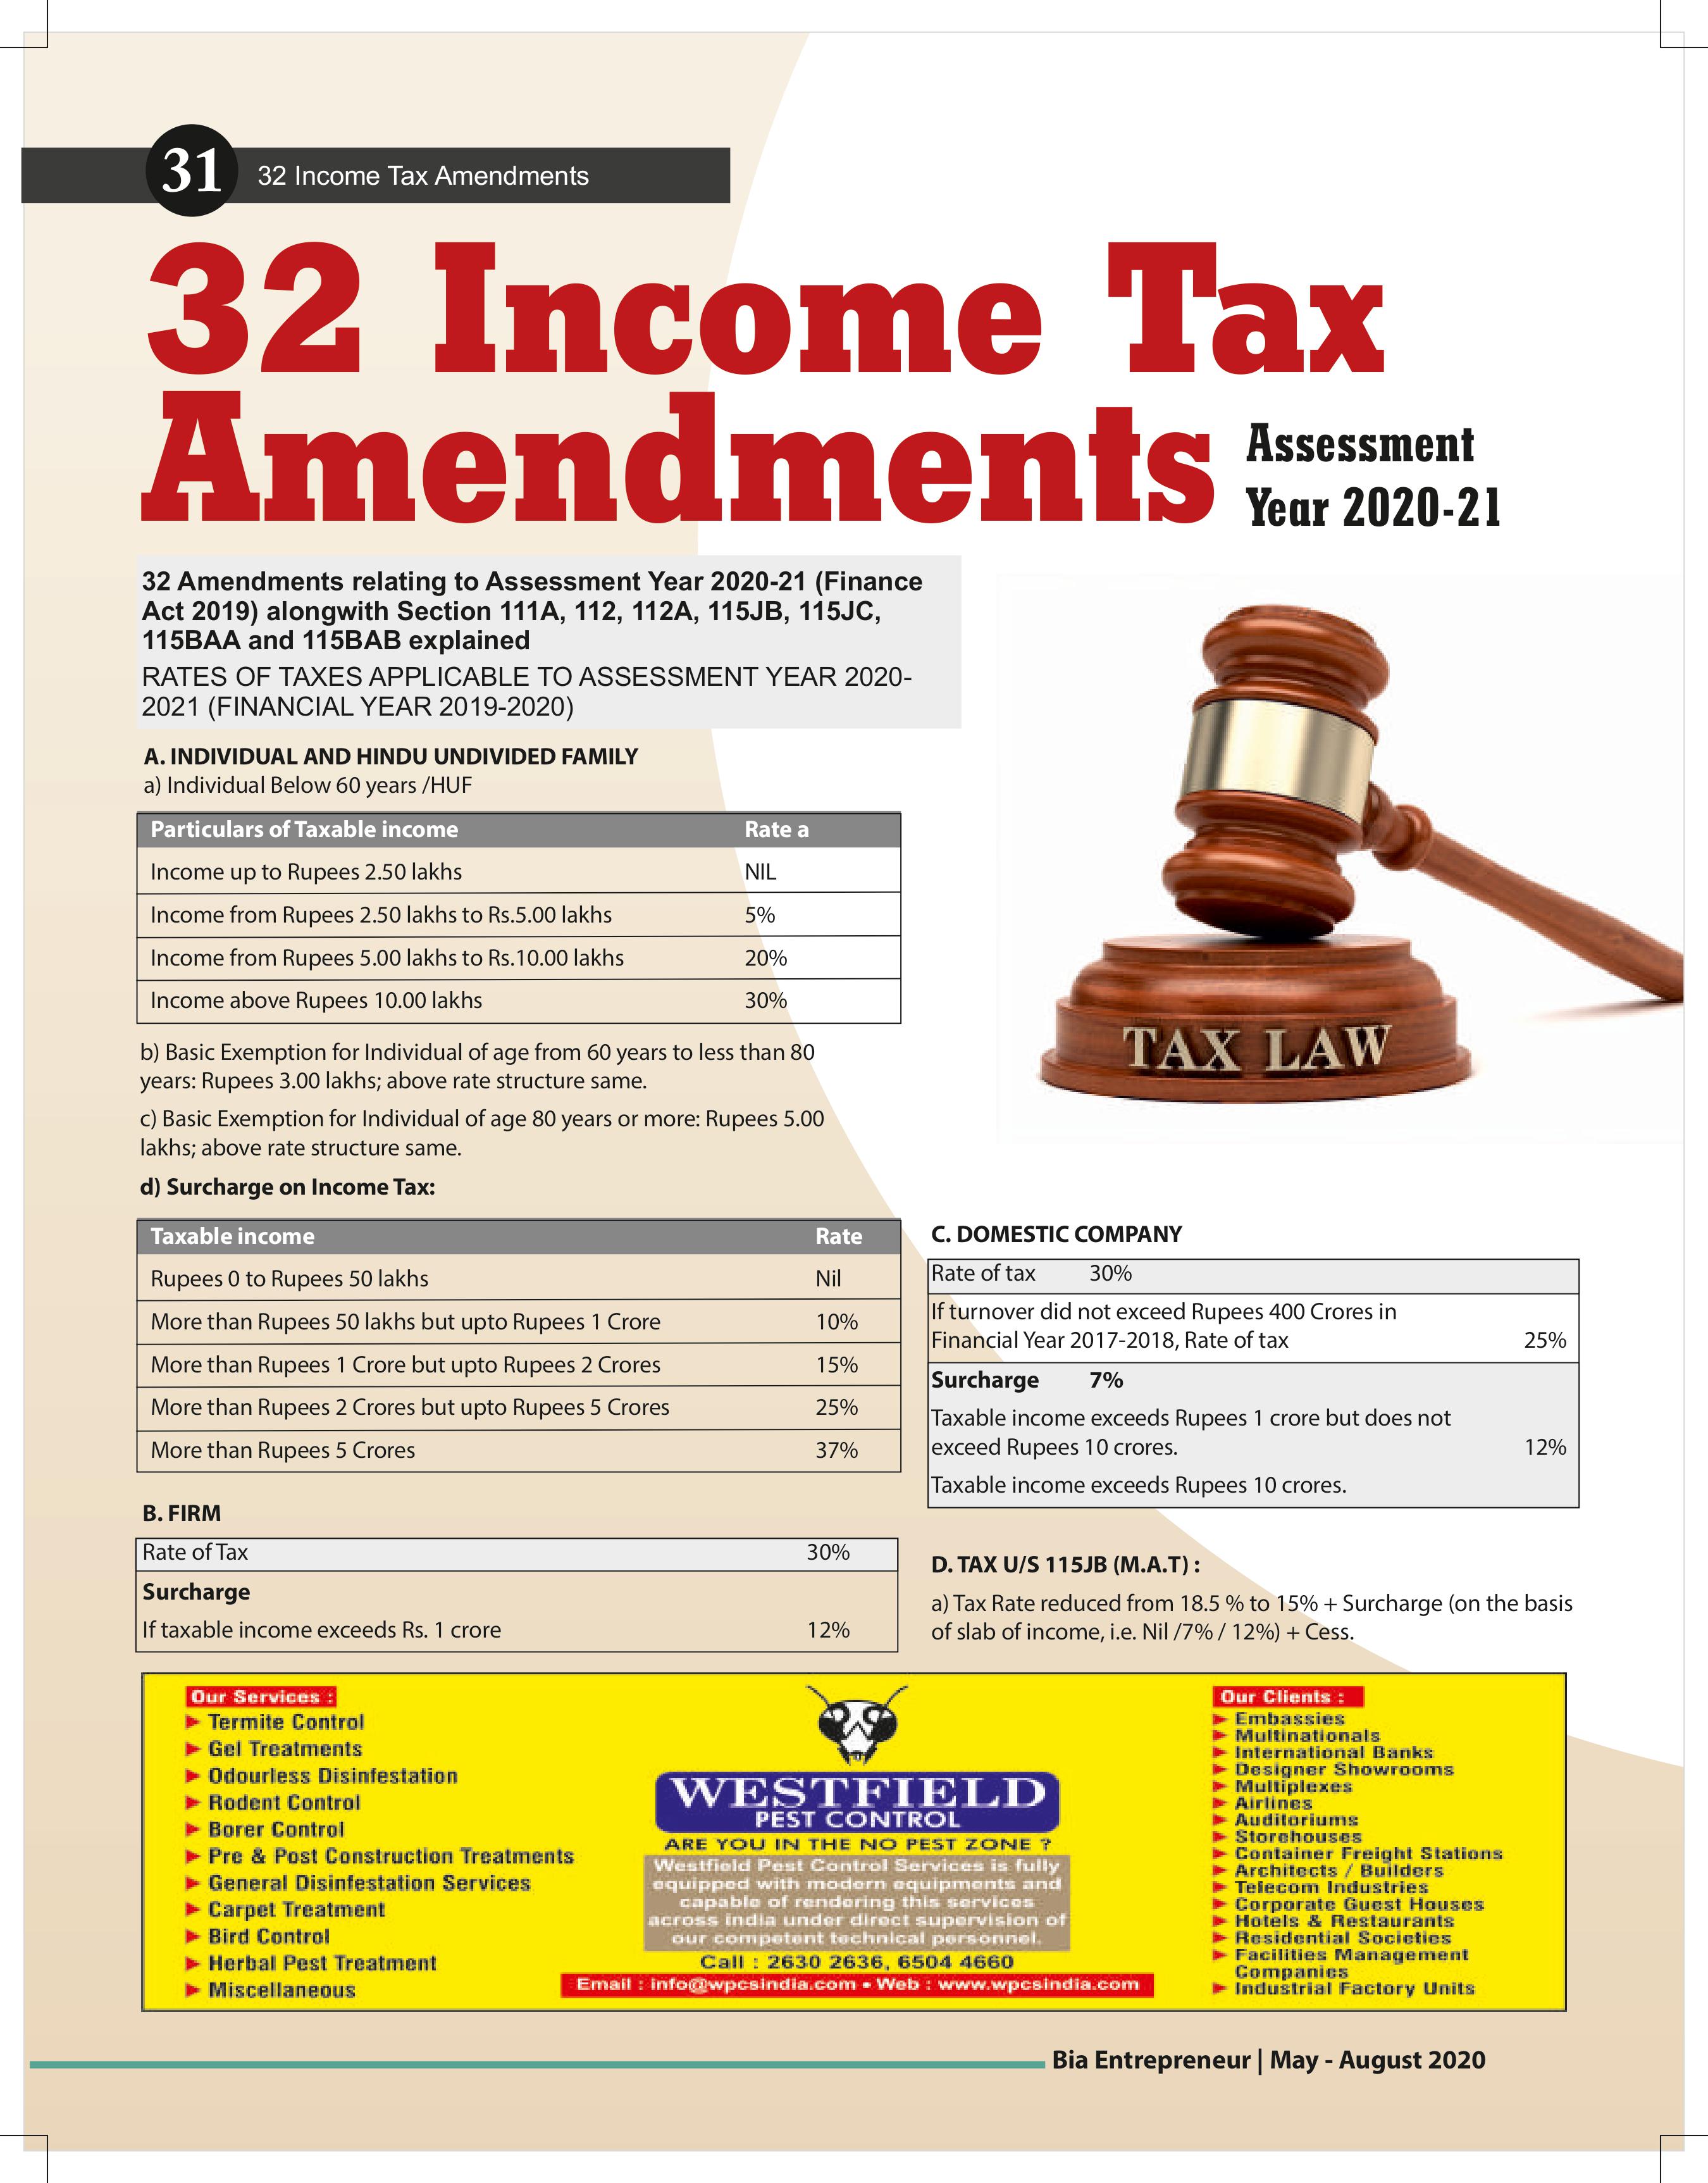 31
32 Income Tax Amendments
32 Income Tax
Amendments
Assessment
Year 2020-21
32 Amendments relating to Assessment Year 2020-21 (Finance
Act 2019) alongwith Section 111A, 112, 112A, 115JB, 115JC,
115BAA and 115BAB explained
RATES OF TAXES APPLICABLE TO ASSESSMENT YEAR 2020-
2021 (FINANCIAL YEAR 2019-2020)
A. INDIVIDUAL AND HINDU UNDIVIDED FAMILY
a) Individual Below 60 years /HUF
Particulars of Taxable income Rate a
Income up to Rupees 2.50 lakhs NIL
Income from Rupees 2.50 lakhs to Rs.5.00 lakhs 5%
Income from Rupees 5.00 lakhs to Rs.10.00 lakhs 20%
Income above Rupees 10.00 lakhs 30%
b) Basic Exemption for Individual of age from 60 years to less than 80
years: Rupees 3.00 lakhs; above rate structure same.
c) Basic Exemption for Individual of age 80 years or more: Rupees 5.00
lakhs; above rate structure same.
d) Surcharge on Income Tax:
Taxable income Rate
Rupees 0 to Rupees 50 lakhs Nil
More than Rupees 50 lakhs but upto Rupees 1 Crore 10%
More than Rupees 1 Crore but upto Rupees 2 Crores 15%
More than Rupees 2 Crores but upto Rupees 5 Crores 25%
More than Rupees 5 Crores 37%
B. FIRM
Rate of Tax 30%
Surcharge
If taxable income exceeds Rs. 1 crore 12%
TAX LAW
C. DOMESTIC COMPANY
Rate of tax 30%
If turnover did not exceed Rupees 400 Crores in
Financial Year 2017-2018, Rate of tax 25%
Surcharge 7%
Taxable income exceeds Rupees 1 crore but does not
exceed Rupees 10 crores. 12%
Taxable income exceeds Rupees 10 crores.
D. TAX U/S 115JB (M.A.T) :
a) Tax Rate reduced from 18.5 % to 15% + Surcharge (on the basis
of slab of income, i.e. Nil /7% / 12%) + Cess.
Our Services :
Termite Control
Gel Treatments
Odourless Disinfestation
Rodent Control
Borer Control
Pre & Post Construction Treatments
General Disinfestation Services
Carpet Treatment
Bird Control
Herbal Pest Treatment
Miscellaneous
WESTFIELD
PEST CONTROL
ARE YOU IN THE NO PEST ZONE ?
Westfield Pest Control Services is fully
equipped with modern equipments and
capable of rendering this services
across india under direct supervision of
our competent technical personnel.
Call : 2630 2636, 6504 4660
Email : info@wpcsindia.com • Web : www.wpcsindia.com
Our Clients :
Embassies
Multinationals
International Banks
Designer Showrooms
Multiplexes
Airlines
Auditoriums
Storehouses
Container Freight Stations
Architects / Builders
Telecom Industries
Corporate Guest Houses
Hotels & Restaurants
Residential Societies
Facilities Management
Companies
Industrial Factory Units
Bia Entrepreneur | May - August 2020